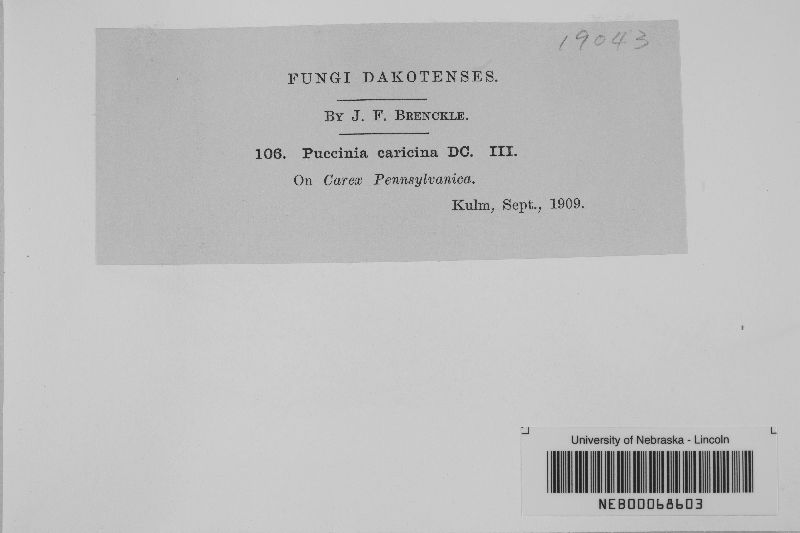 19043
FUNGI DAKOTENSES.
BY J. F. BRENCKLE.
106. Puccinia caricina DC. III.
On Carex Pennsylvanica.
Kulm, Sept., 1909.
University of Nebraska - Lincoln
NEB00068603